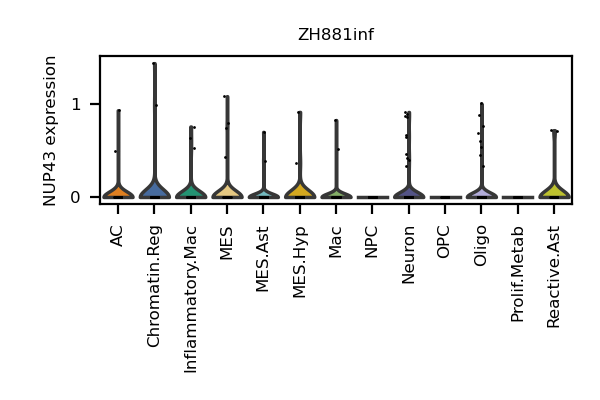 ZH881inf
NUP43 expression
1
0
AC
Chromatin.Reg
Inflammatory.Mac
MES
MES.Ast
MES.Hyp
Mac
NPC
Neuron
OPC
Oligo
Prolif.Metab
Reactive.Ast